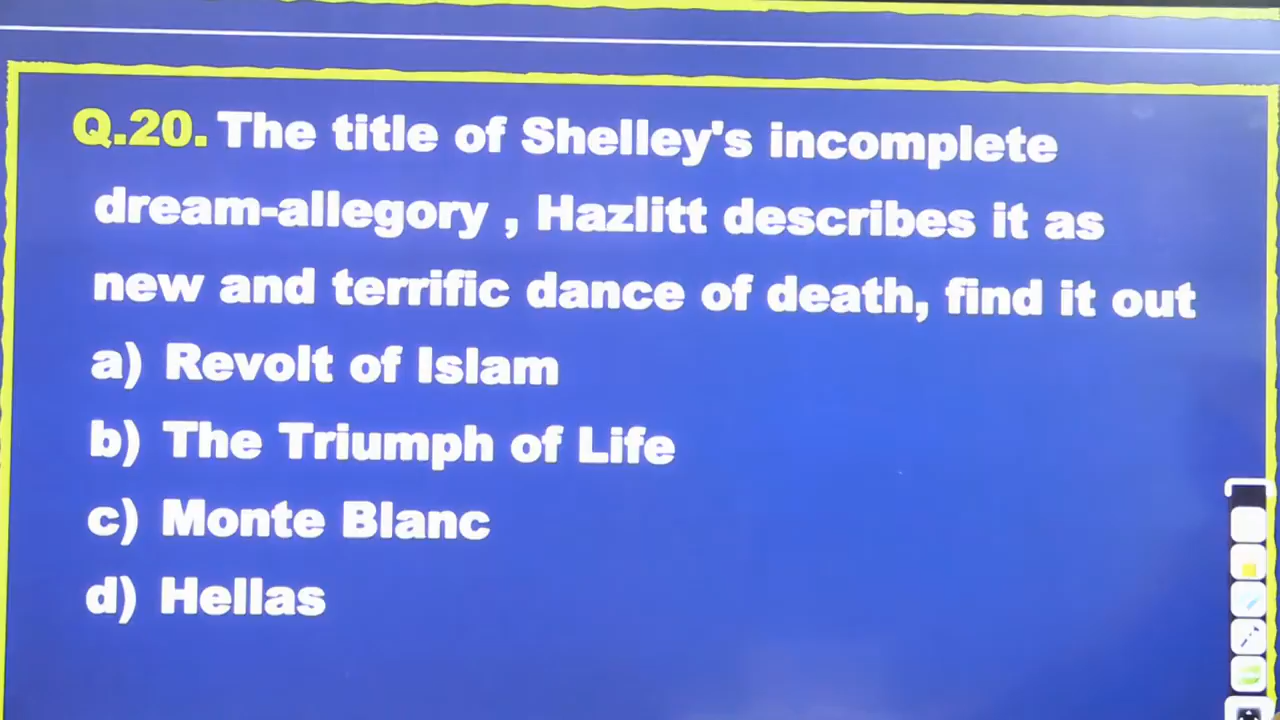 Q.20. The title of Shelley's incomplete
dream-allegory , Hazlitt describes it as
new and terrific dance of death, find it out
a) Revolt of Islam
b) The Triumph of Life
c) Monte Blanc
d) Hellas